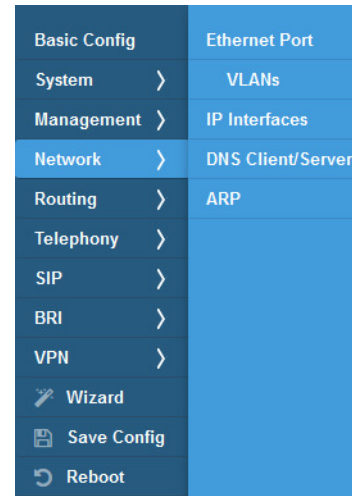 Basic Config
System
Management
Network
Routing
Telephony
SIP
BRI
VPN
Wizard
Save Config
Reboot
Ethernet Port
VLANs
IP Interfaces
DNS Client/Server
ARP